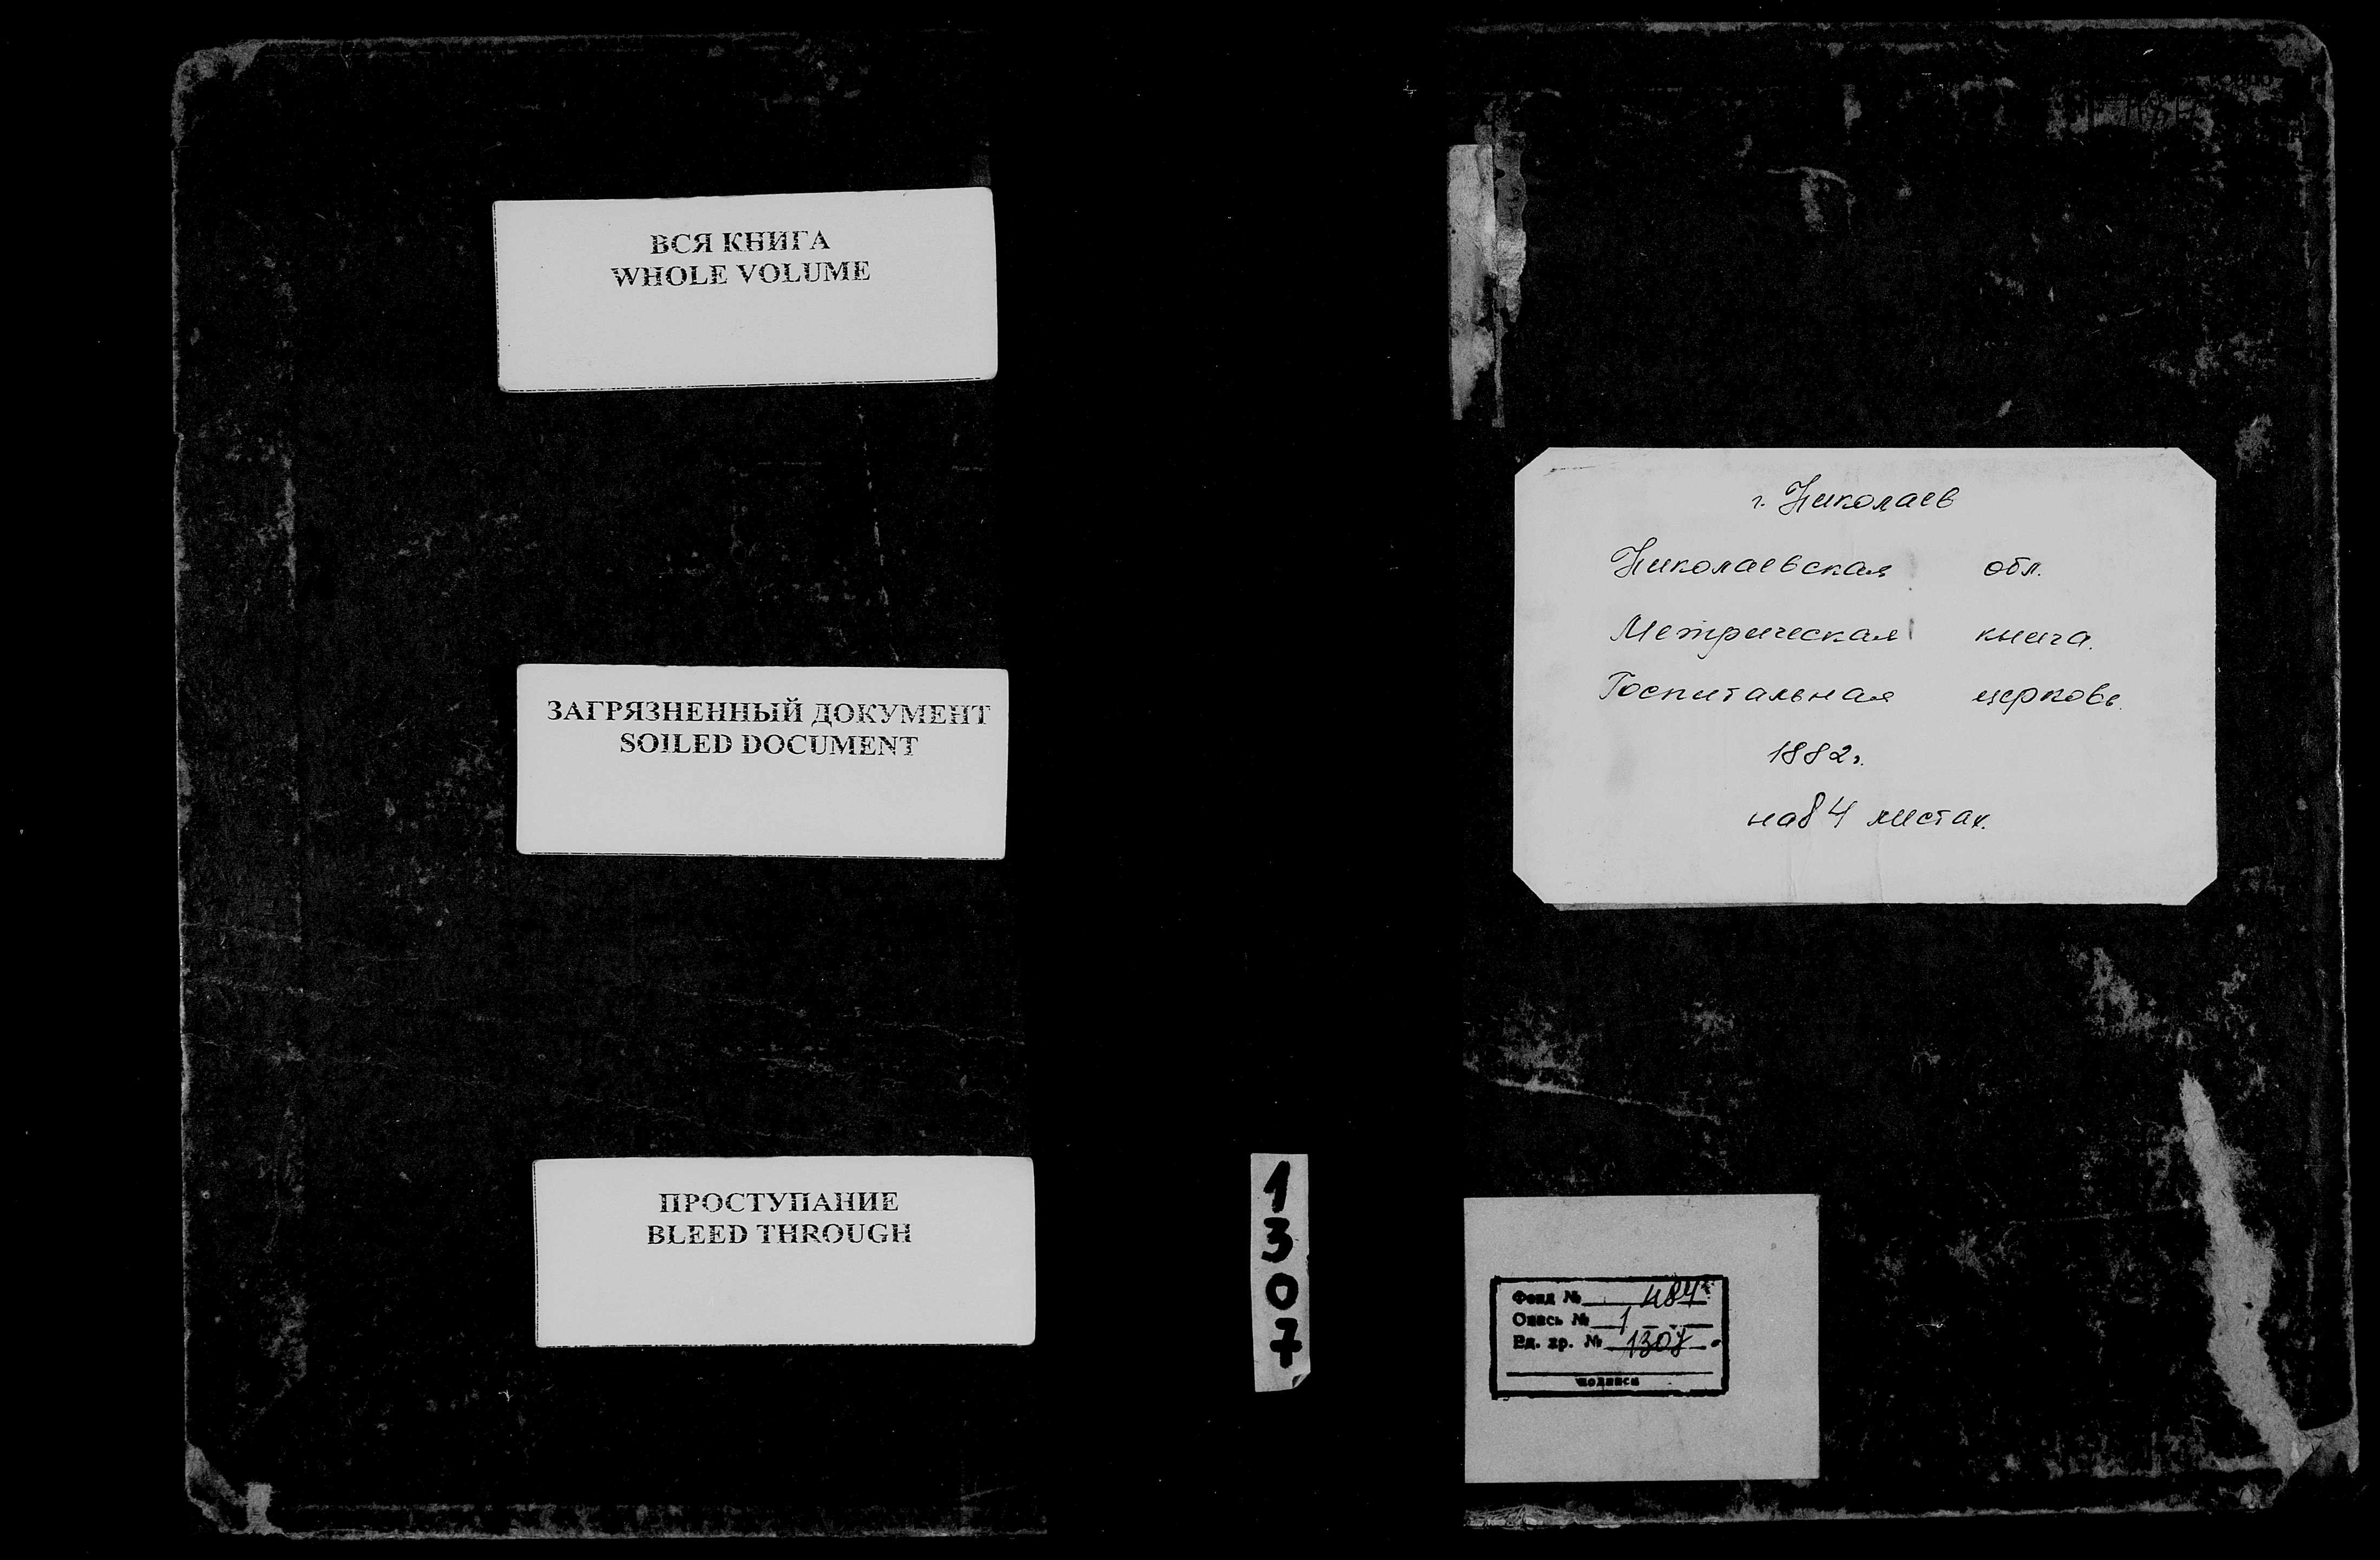 ВСЯ КНИГА
WHOLE VOLUME
ЗАГРЯЗНЕННЫЙ ДОКУМЕНТ
SOILED DOCUMENT
ПРОСТУПАНИЕ
BLEED THROUGH
1307
г. Николаев
Николаевская обл.
Метрическая книга.
Госпитальная церковь.
1882г.
на 84 листах.
Фонд № 484
Опись № 1
Ед. хр. № 1307
подпись